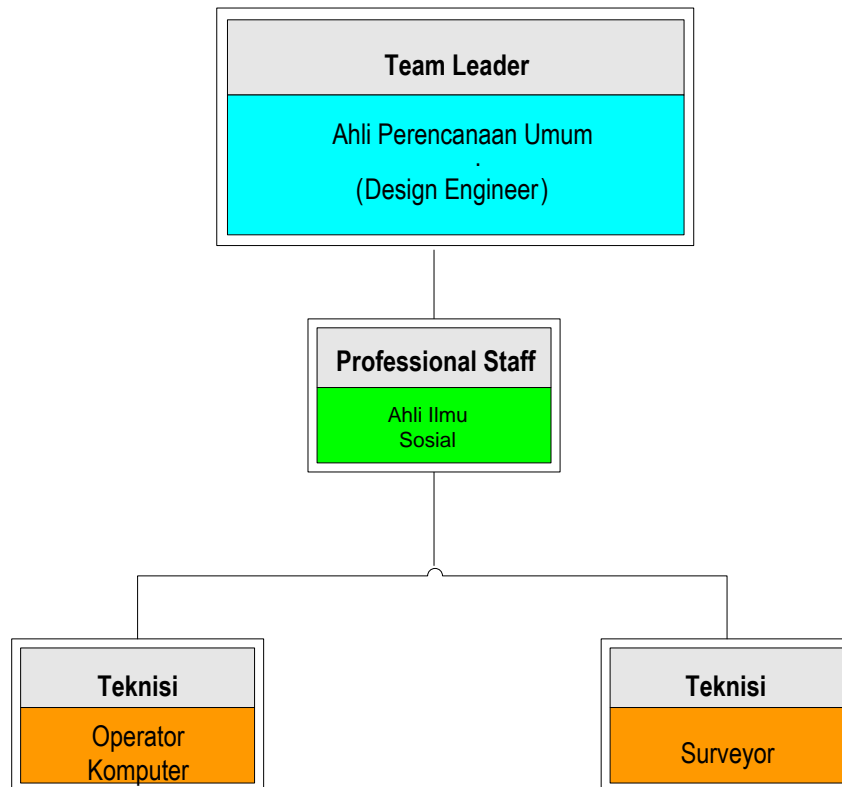 Team Leader
Ahli Perencanaan Umum
.
(Design Engineer)
Professional Staff
Ahli Ilmu
Sosial
Teknisi
Operator
Komputer
Teknisi
Surveyor